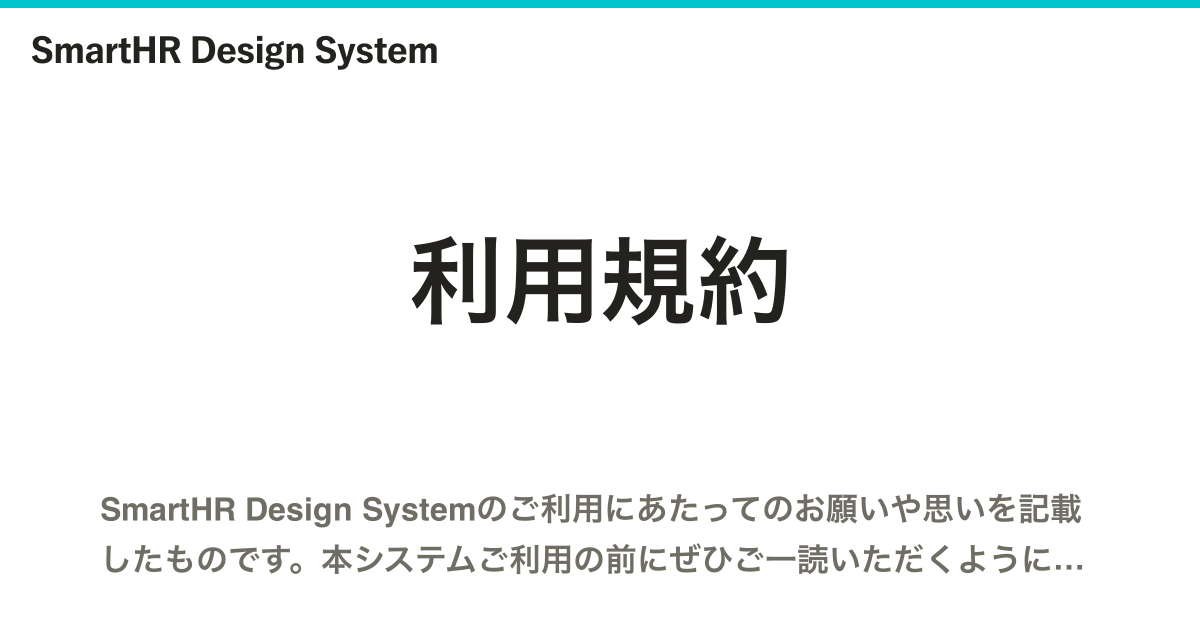 SmartHR Design System
利用規約
SmartHR Design Systemのご利用にあたってのお願いや思いを記載
したものです。本システムご利用の前にぜひご一読いただくように…